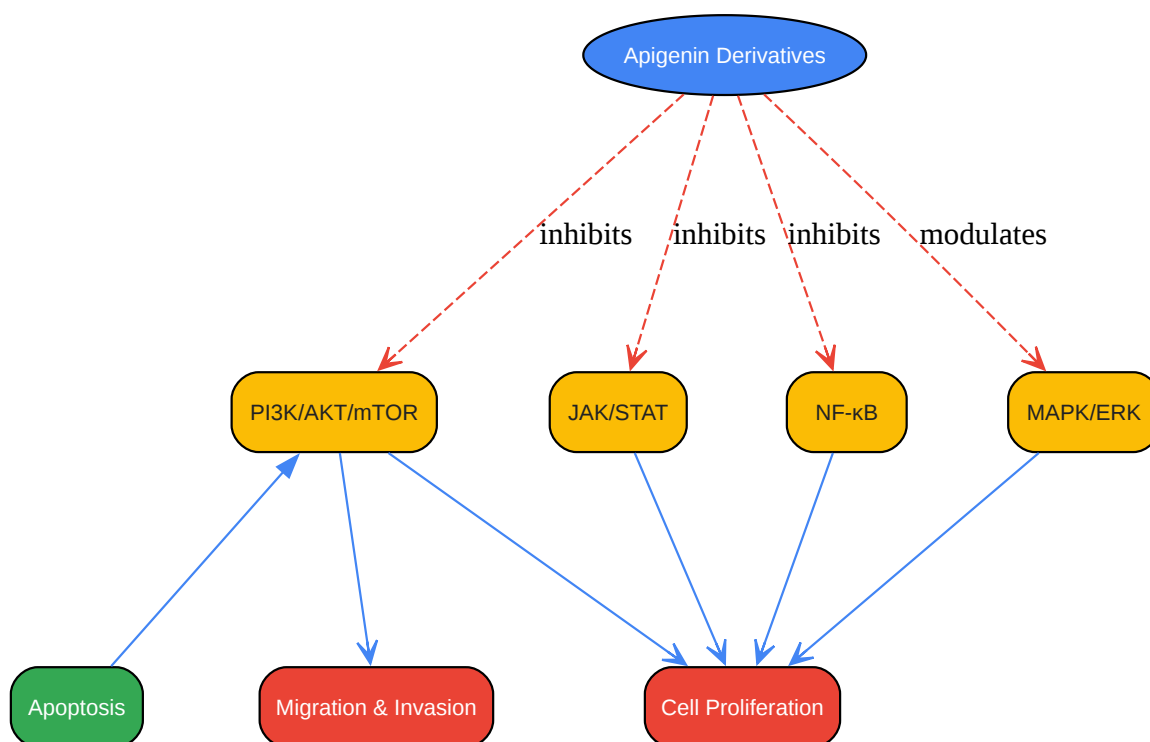 Apigenin Derivatives
inhibits
inhibits
inhibits
modulates
PI3K/AKT/mTOR
JAK/STAT
NF-κB
MAPK/ERK
Apoptosis
Migration & Invasion
Cell Proliferation